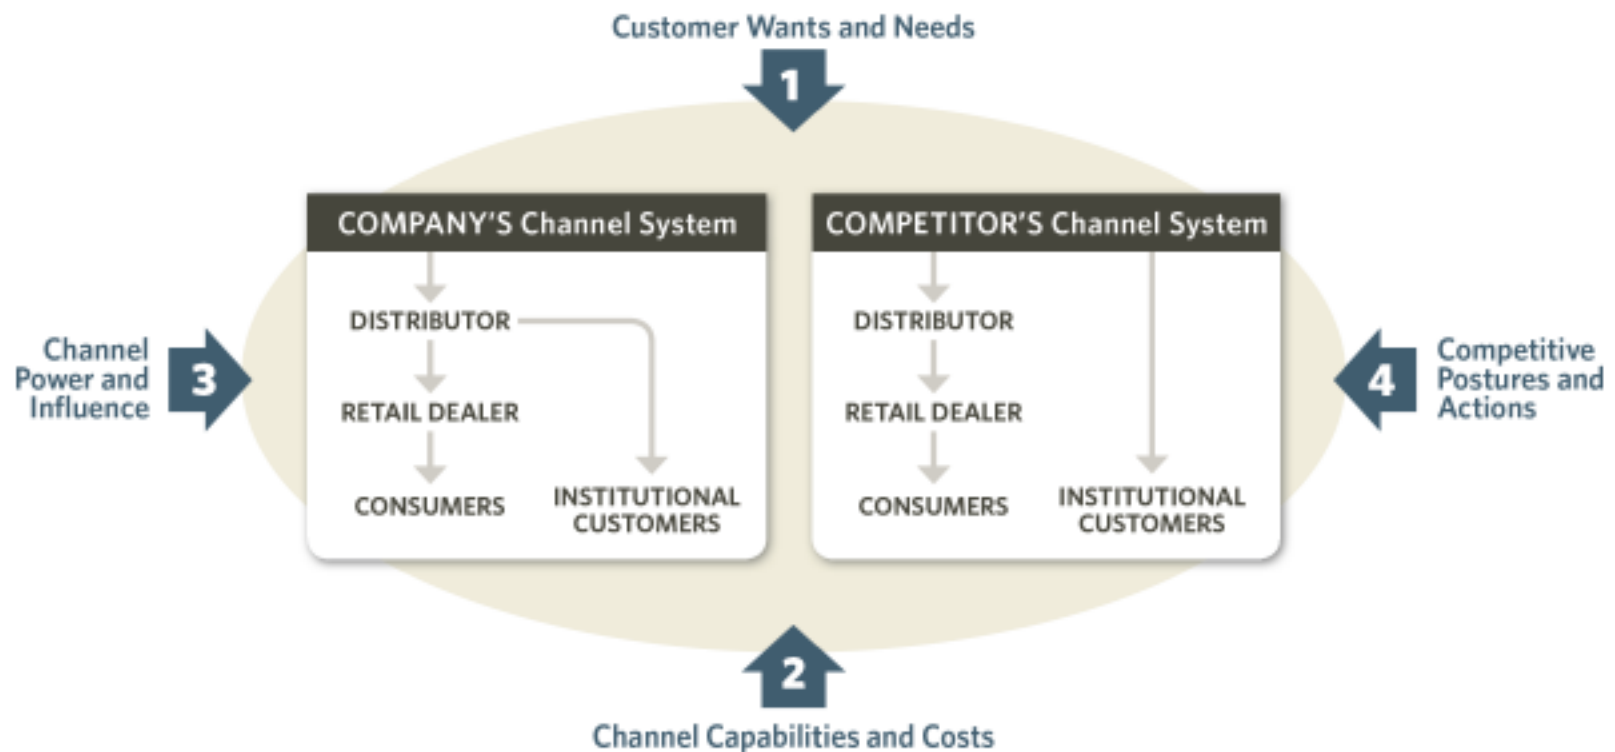 Customer Wants and Needs
1
COMPANY'S Channel System
DISTRIBUTOR
RETAIL DEALER
CONSUMERS
INSTITUTIONAL
CUSTOMERS
COMPETITOR'S Channel System
DISTRIBUTOR
RETAIL DEALER
CONSUMERS
INSTITUTIONAL
CUSTOMERS
Channel
Power and
Influence
3
4
Competitive
Postures and
Actions
2
Channel Capabilities and Costs